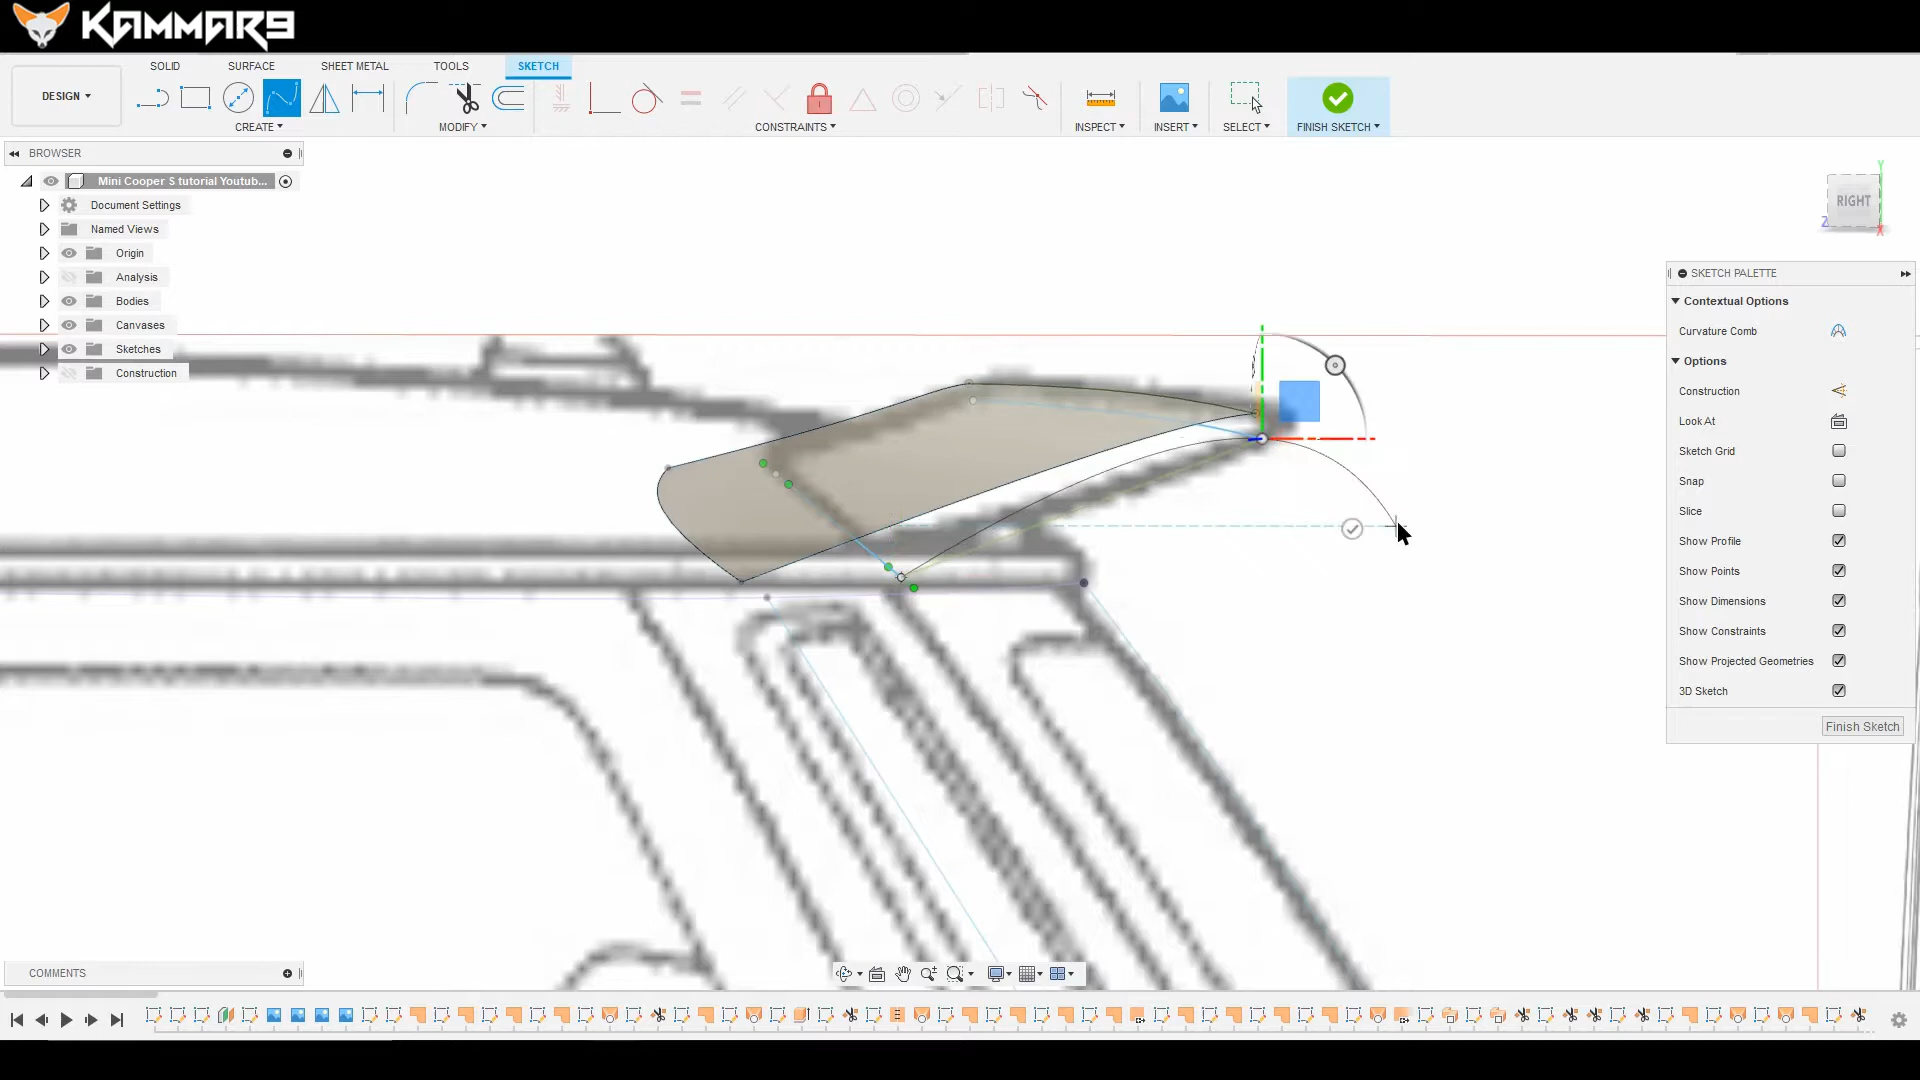 KAMMAR9
SOLID
SURFACE
SHEET METAL
TOOLS
SKETCH
DESIGN
CREATE
MODIFY
CONSTRAINTS
INSPECT
INSERT
SELECT
FINISH SKETCH
BROWSER
Mini Cooper S tutorial Youtub...
Document Settings
Named Views
Origin
Analysis
Bodies
Canvases
Sketches
Construction
Y
RIGHT
Z
X
SKETCH PALETTE
Contextual Options
Curvature Comb
Options
Construction
Look At
Sketch Grid
Snap
Slice
Show Profile
Show Points
Show Dimensions
Show Constraints
Show Projected Geometries
3D Sketch
Finish Sketch
COMMENTS